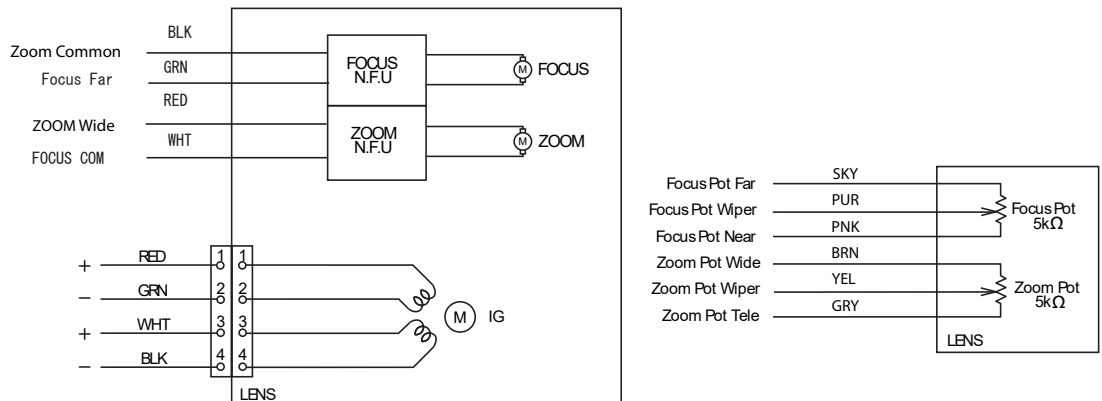 BLK
Zoom Common
GRN
Focus Far
RED
ZOOM Wide
WHT
FOCUS COM
FOCUS
N.F.U
M FOCUS
ZOOM
N.F.U
M ZOOM
+ RED 1 1
− GRN 2 2
+ WHT 3 3
− BLK 4 4
M IG
LENS
Focus Pot Far SKY
Focus Pot Wiper PUR
Focus Pot Near PNK
Zoom Pot Wide BRN
Zoom Pot Wiper YEL
Zoom Pot Tele GRY
Focus Pot
5kΩ
Zoom Pot
5kΩ
LENS